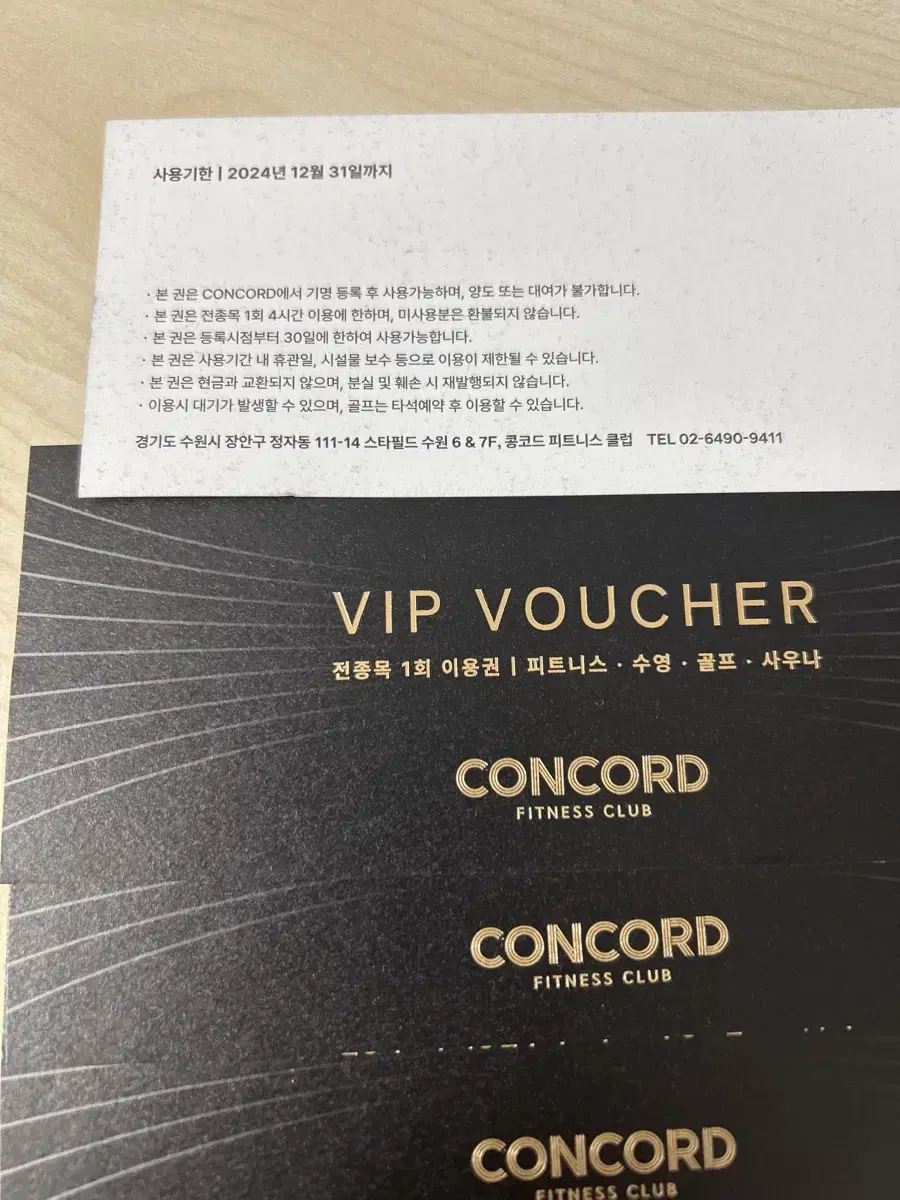 사용기한 | 2024년 12월 31일까지
· 본 권은 CONCORD에서 기명 등록 후 사용가능하며, 양도 또는 대여가 불가합니다.
· 본 권은 전종목 1회 4시간 이용에 한하며, 미사용분은 환불되지 않습니다.
· 본 권은 등록시점부터 30일에 한하여 사용가능합니다.
· 본 권은 사용기간 내 휴관일, 시설물 보수 등으로 이용이 제한될 수 있습니다.
· 본 권은 현금과 교환되지 않으며, 분실 및 훼손 시 재발행되지 않습니다.
· 이용시 대기가 발생할 수 있으며, 골프는 타석예약 후 이용할 수 있습니다.
경기도 수원시 장안구 정자동 111-14 스타필드 수원 6 & 7F, 콩코드 피트니스 클럽 TEL 02-6490-9411
VIP VOUCHER
전종목 1회 이용권 | 피트니스 · 수영 · 골프 · 사우나
CONCORD
FITNESS CLUB
CONCORD
FITNESS CLUB
CONCORD
FITNESS CLUB